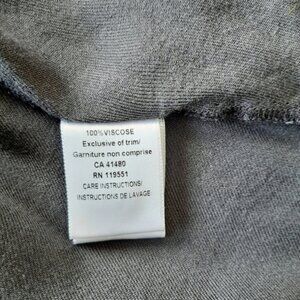 100%VISCOSE
Exclusive of trim/
Garniture non comprise
CA 41480
RN 119551
CARE INSTRUCTIONS/
INSTRUCTIONS DE LAVAGE